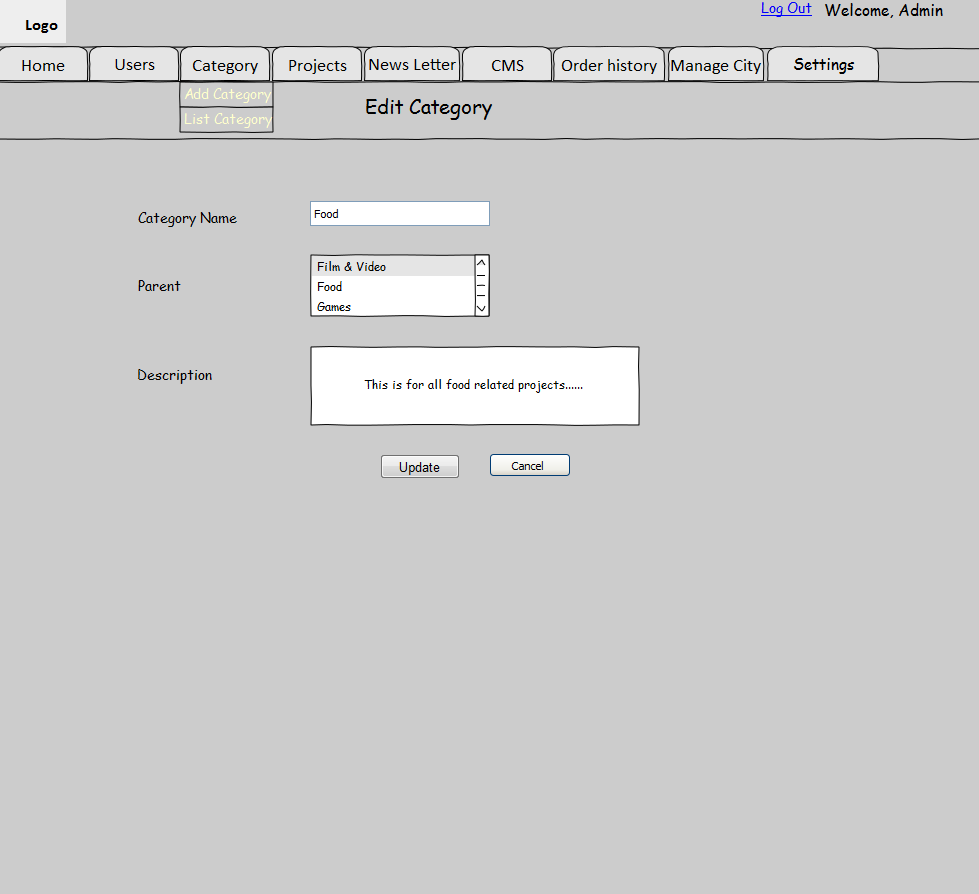 Logo
Log Out Welcome, Admin
Home Users Category Projects News Letter CMS Order history Manage City Settings
Add Category
List Category
Edit Category
Category Name Food
Parent
Film & Video
Food
Games
Description
This is for all food related projects......
Update Cancel